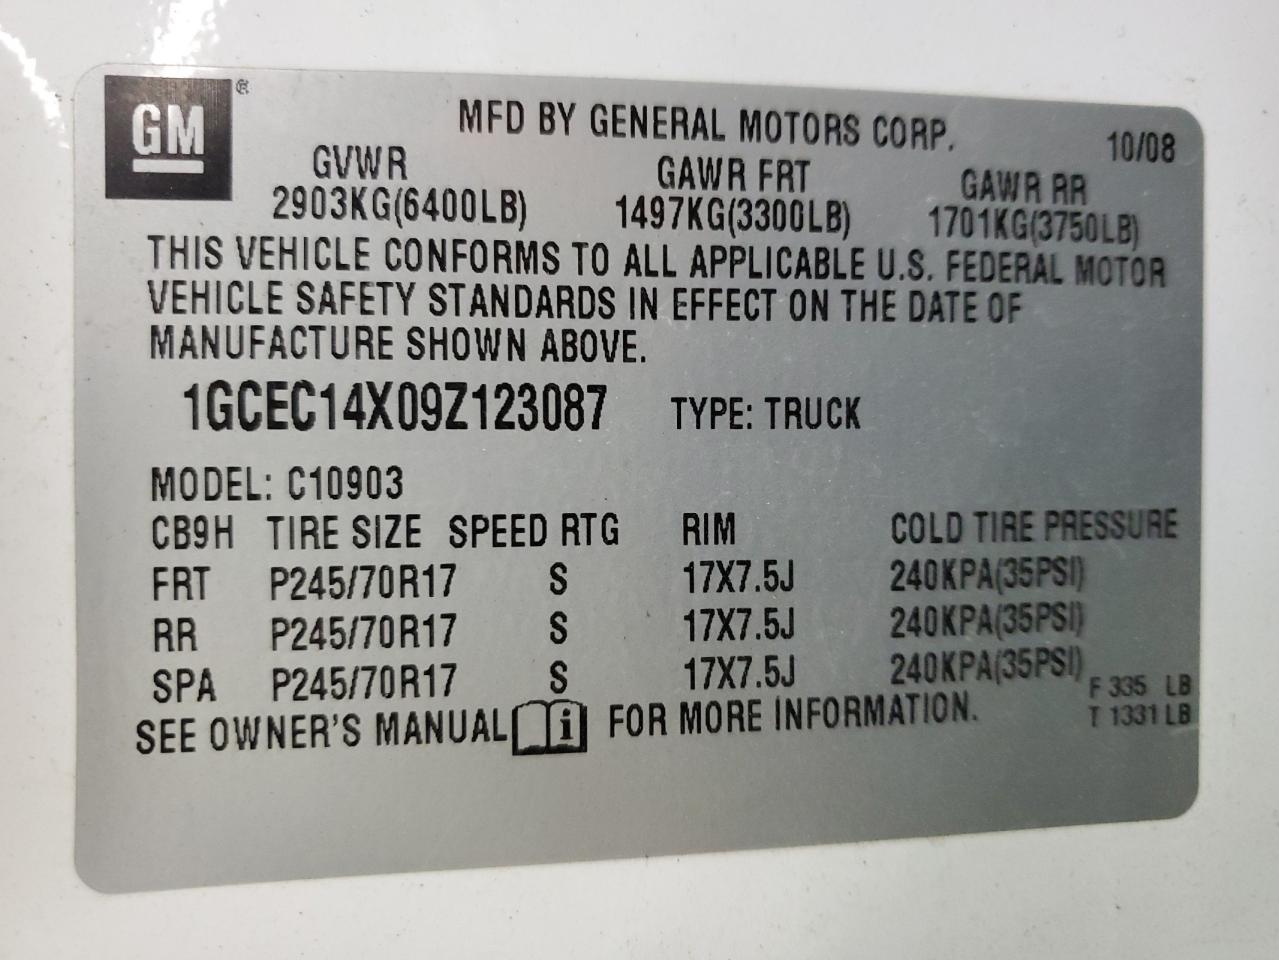 GM ®
MFD BY GENERAL MOTORS CORP. 10/08
GVWR GAWR FRT GAWR RR
2903KG(6400LB) 1497KG(3300LB) 1701KG(3750LB)
THIS VEHICLE CONFORMS TO ALL APPLICABLE U.S. FEDERAL MOTOR
VEHICLE SAFETY STANDARDS IN EFFECT ON THE DATE OF
MANUFACTURE SHOWN ABOVE.
1GCEC14X09Z123087 TYPE: TRUCK
MODEL: C10903
CB9H TIRE SIZE SPEED RTG RIM COLD TIRE PRESSURE
FRT P245/70R17 S 17X7.5J 240KPA(35PSI)
RR P245/70R17 S 17X7.5J 240KPA(35PSI)
SPA P245/70R17 S 17X7.5J 240KPA(35PSI)
F 335 LB
T 1331 LB
SEE OWNER'S MANUAL i FOR MORE INFORMATION.